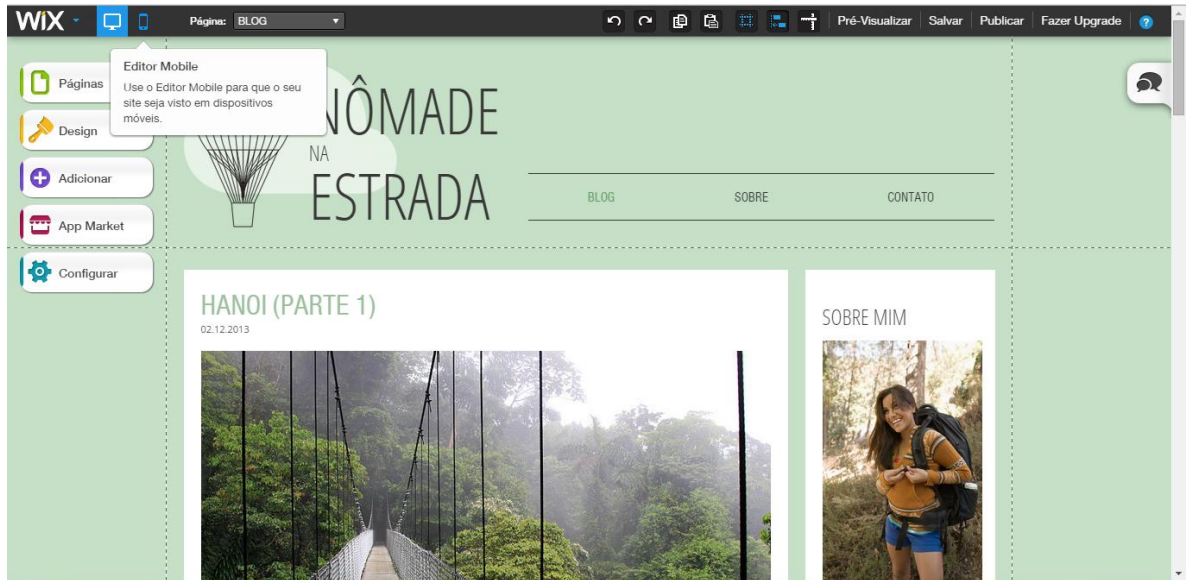 WiX
Página: BLOG
Pré-Visualizar
Salvar
Publicar
Fazer Upgrade
?
Editor Mobile
Use o Editor Mobile para que o seu
site seja visto em dispositivos
móveis.
Páginas
Design
Adicionar
App Market
Configurar
NÔMADE
NA
ESTRADA
BLOG
SOBRE
CONTATO
HANOI (PARTE 1)
02.12.2013
SOBRE MIM